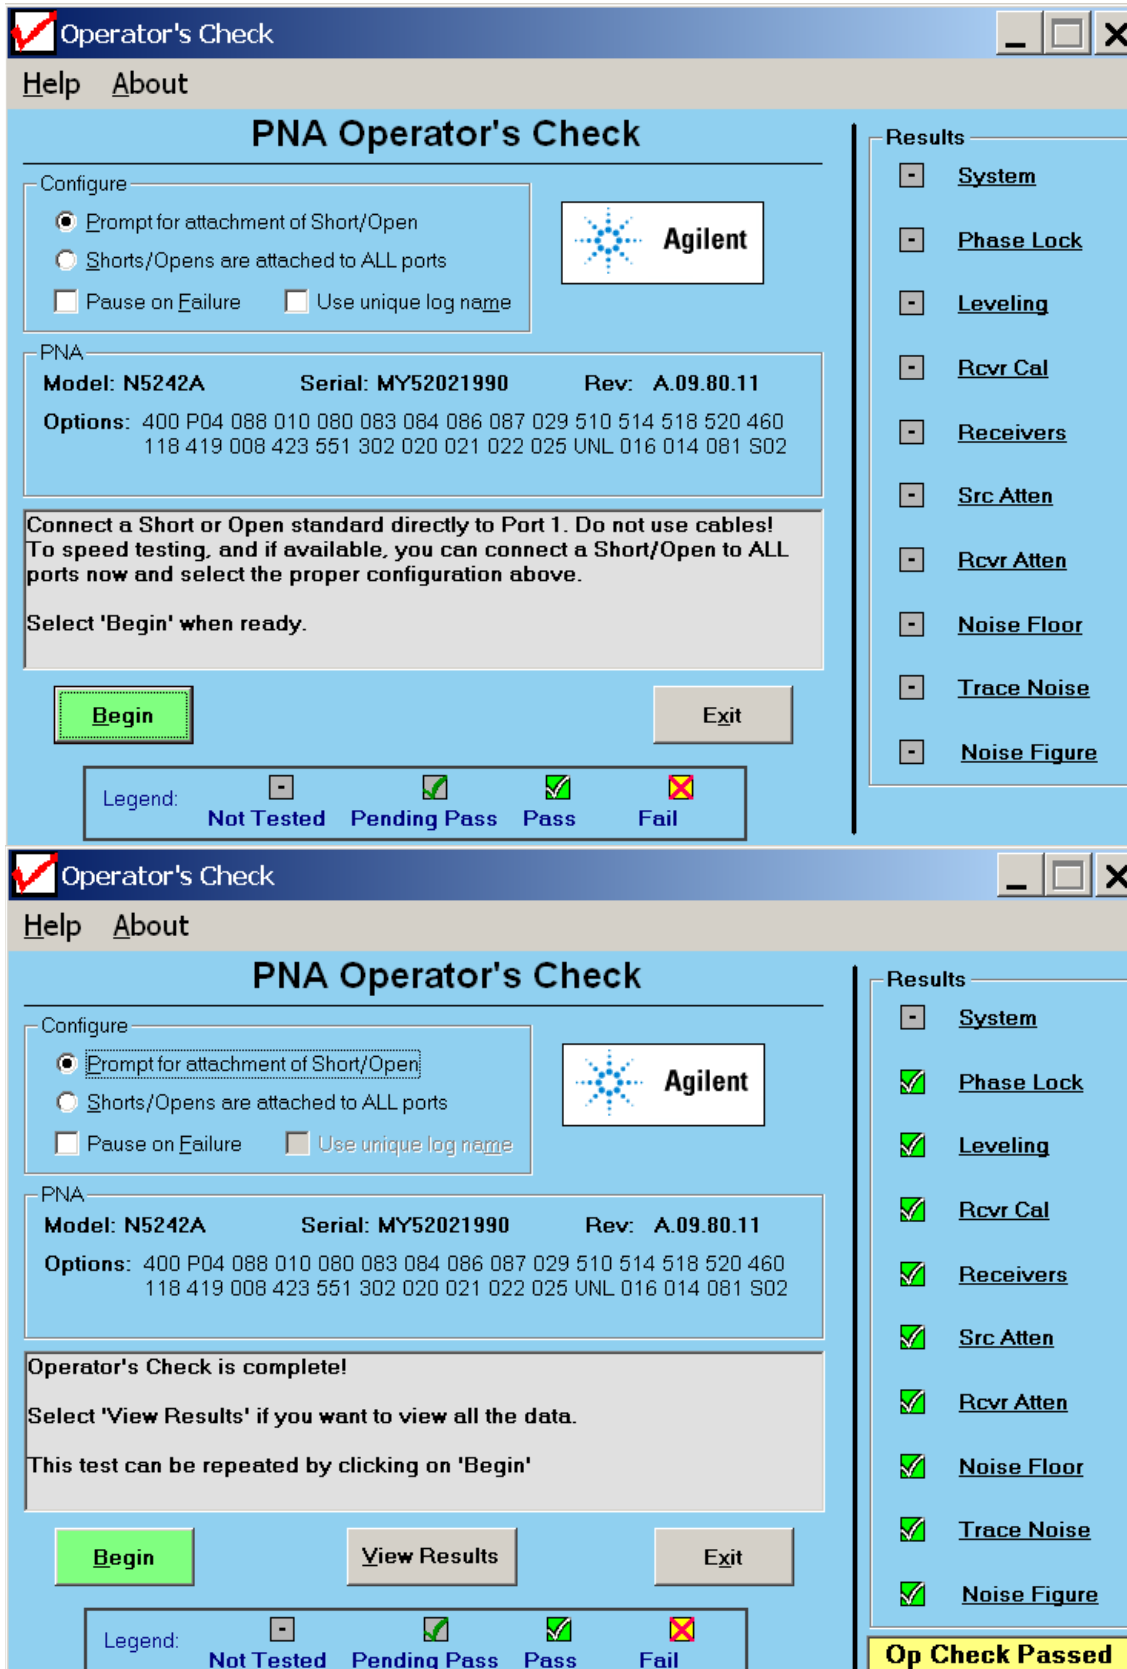 Operator's Check
Help About
PNA Operator's Check
Configure
Prompt for attachment of Short/Open
Shorts/Opens are attached to ALL ports
Pause on Failure Use unique log name
Agilent
PNA
Model: N5242A Serial: MY52021990 Rev: A.09.80.11
Options: 400 P04 088 010 080 083 084 086 087 029 510 514 518 520 460
118 419 008 423 551 302 020 021 022 025 UNL 016 014 081 S02
Connect a Short or Open standard directly to Port 1. Do not use cables!
To speed testing, and if available, you can connect a Short/Open to ALL
ports now and select the proper configuration above.
Select 'Begin' when ready.
Begin Exit
Legend: Not Tested Pending Pass Pass Fail
Results
System
Phase Lock
Leveling
Rcvr Cal
Receivers
Src Atten
Rcvr Atten
Noise Floor
Trace Noise
Noise Figure
Operator's Check
Help About
PNA Operator's Check
Configure
Prompt for attachment of Short/Open
Shorts/Opens are attached to ALL ports
Pause on Failure Use unique log name
Agilent
PNA
Model: N5242A Serial: MY52021990 Rev: A.09.80.11
Options: 400 P04 088 010 080 083 084 086 087 029 510 514 518 520 460
118 419 008 423 551 302 020 021 022 025 UNL 016 014 081 S02
Operator's Check is complete!
Select 'View Results' if you want to view all the data.
This test can be repeated by clicking on 'Begin'
Begin View Results Exit
Legend: Not Tested Pending Pass Pass Fail
Results
System
Phase Lock
Leveling
Rcvr Cal
Receivers
Src Atten
Rcvr Atten
Noise Floor
Trace Noise
Noise Figure
Op Check Passed